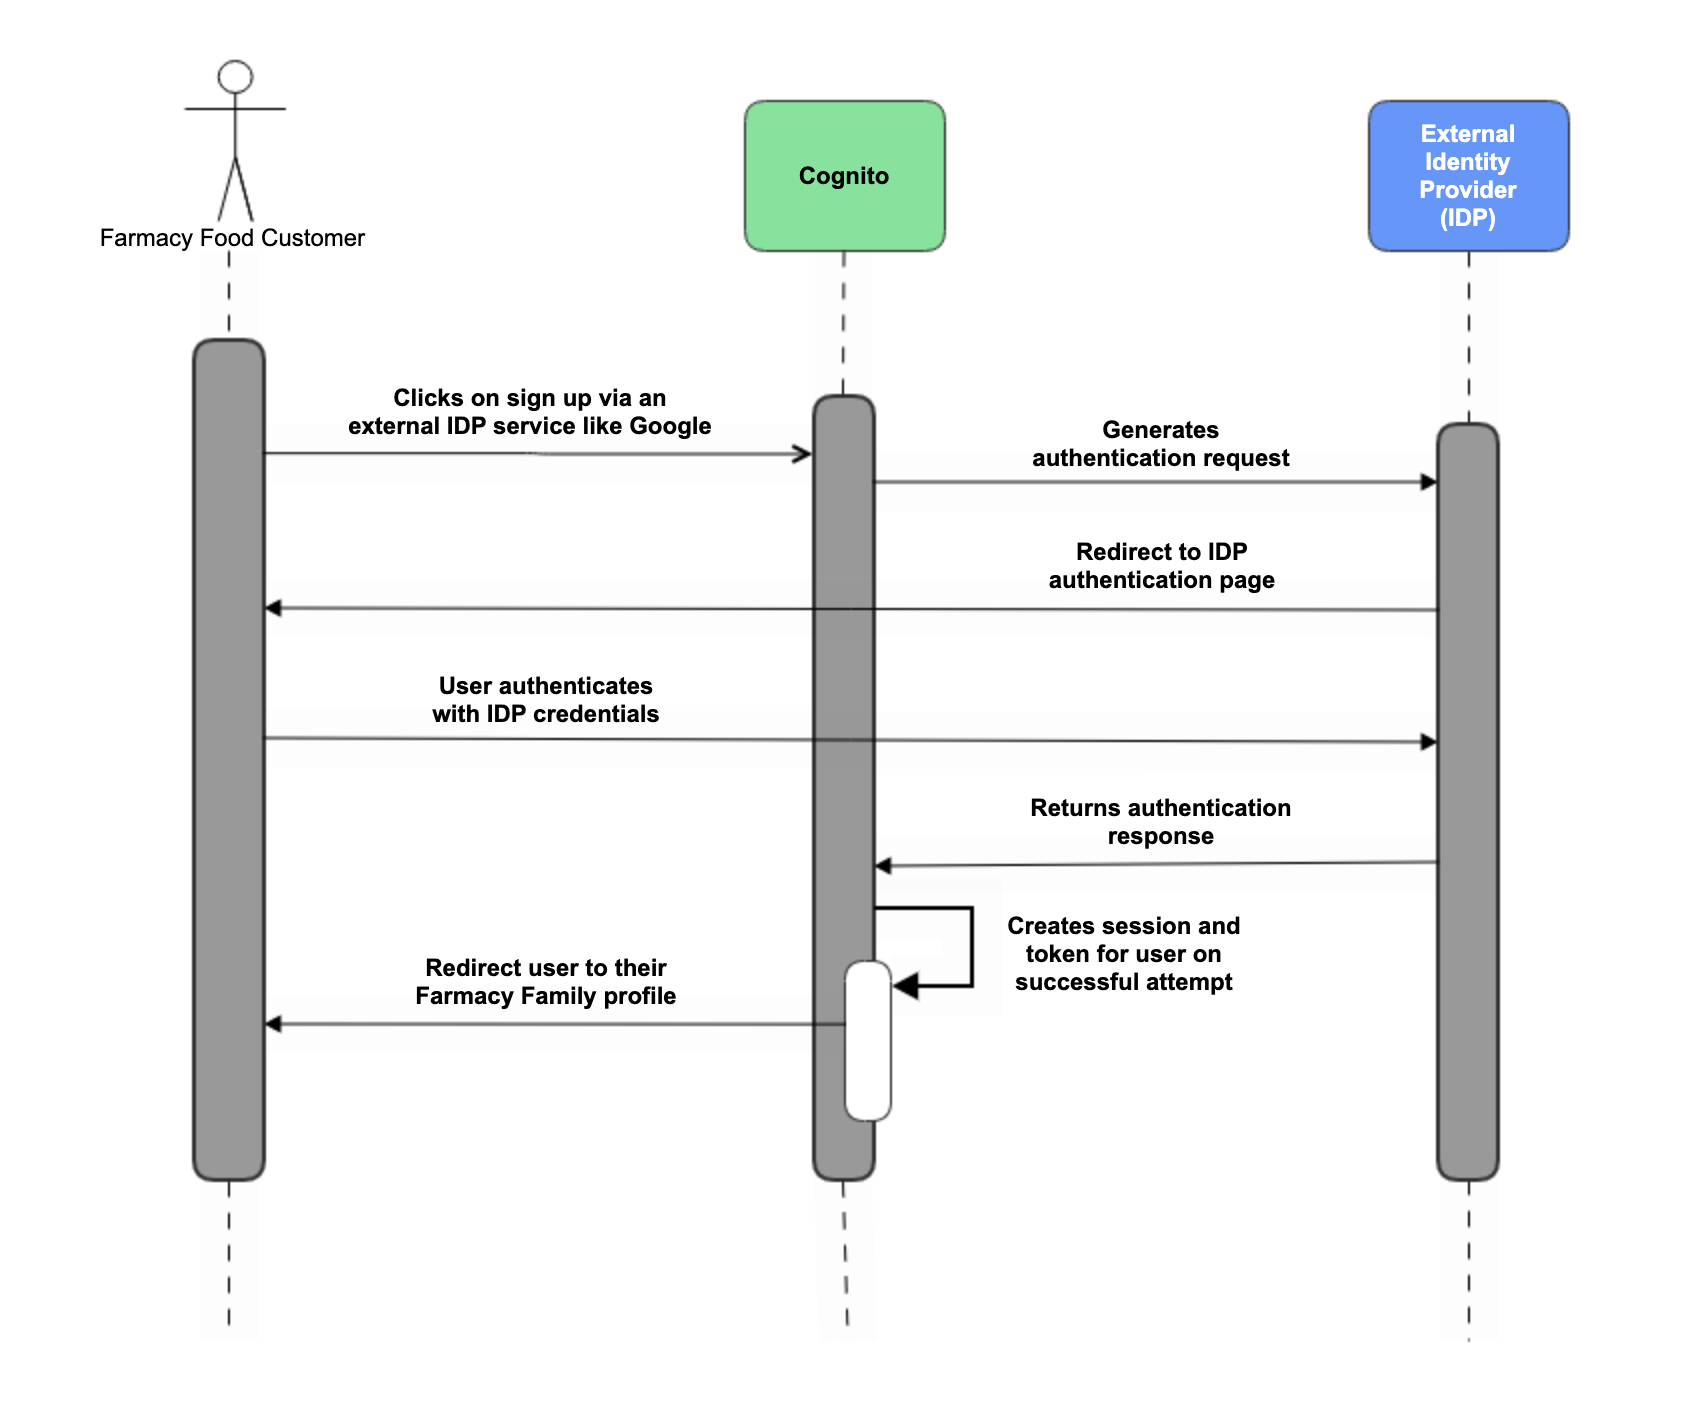 Farmacy Food Customer
Cognito
External
Identity
Provider
(IDP)
Clicks on sign up via an
external IDP service like Google
Generates
authentication request
Redirect to IDP
authentication page
User authenticates
with IDP credentials
Returns authentication
response
Creates session and
token for user on
successful attempt
Redirect user to their
Farmacy Family profile